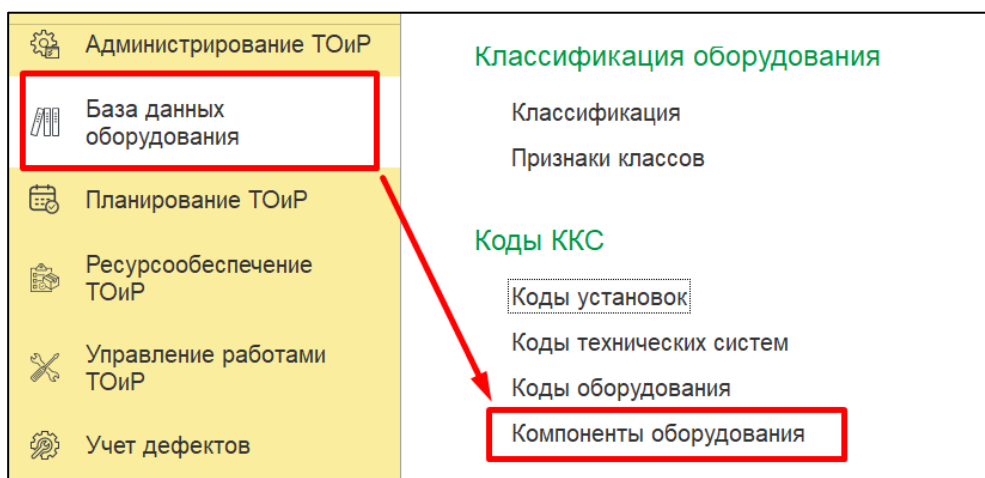 Администрирование ТОиР
База данных
оборудования
Планирование ТОиР
Ресурсообеспечение
ТОиР
Управление работами
ТОиР
Учет дефектов
Классификация оборудования
Классификация
Признаки классов
Коды ККС
Коды установок
Коды технических систем
Коды оборудования
Компоненты оборудования